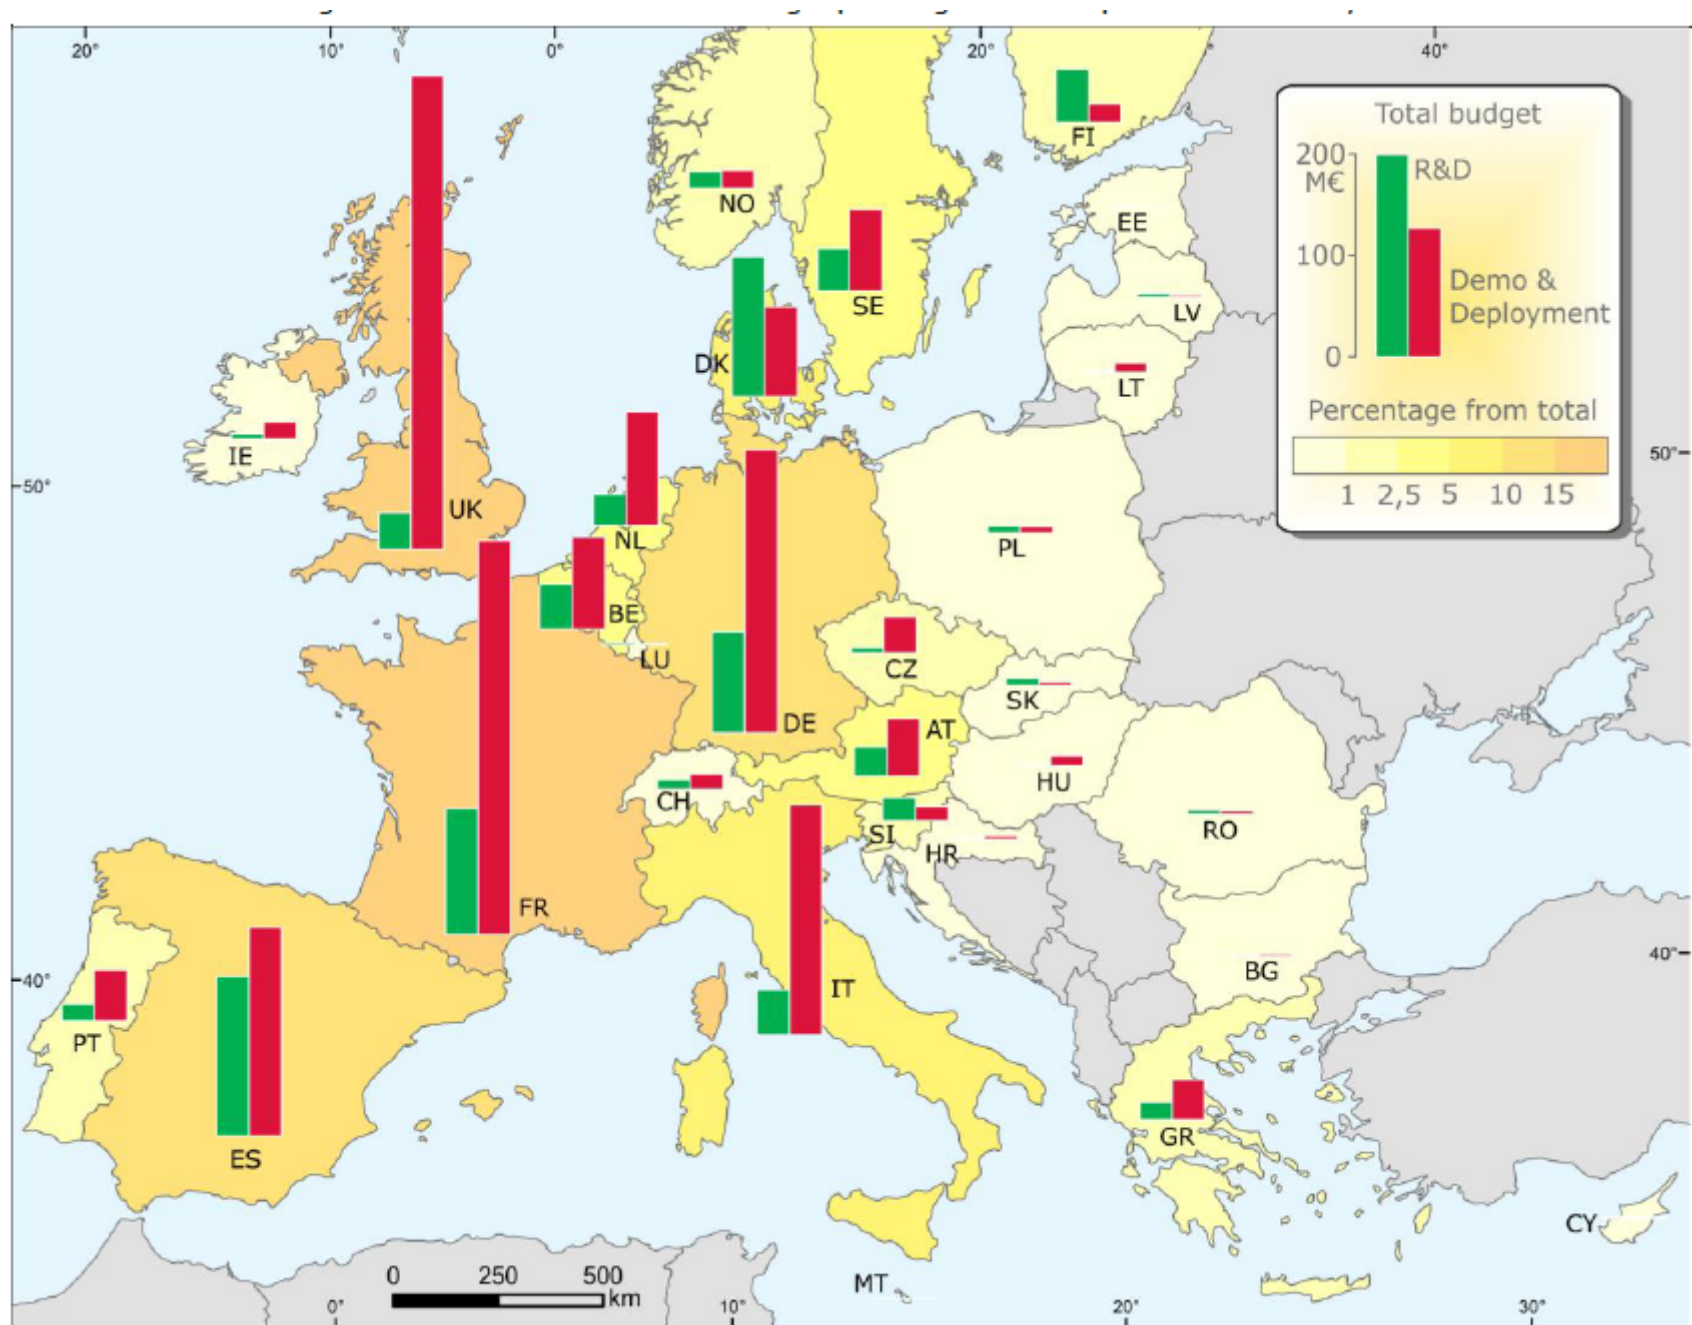 20° 10° 0° 20° 40°
Total budget
200
M€
R&D
100
Demo &
Deployment
0
Percentage from total
1 2,5 5 10 15
FI
NO
EE
SE
LV
DK
LT
IE
50° 50°
UK
NL
PL
BE
LU
CZ
SK
DE
AT
HU
CH
SI
HR
RO
FR
BG
40° 40°
IT
PT
GR
ES
CY
MT
0 250 500
km
0° 10° 20° 30°